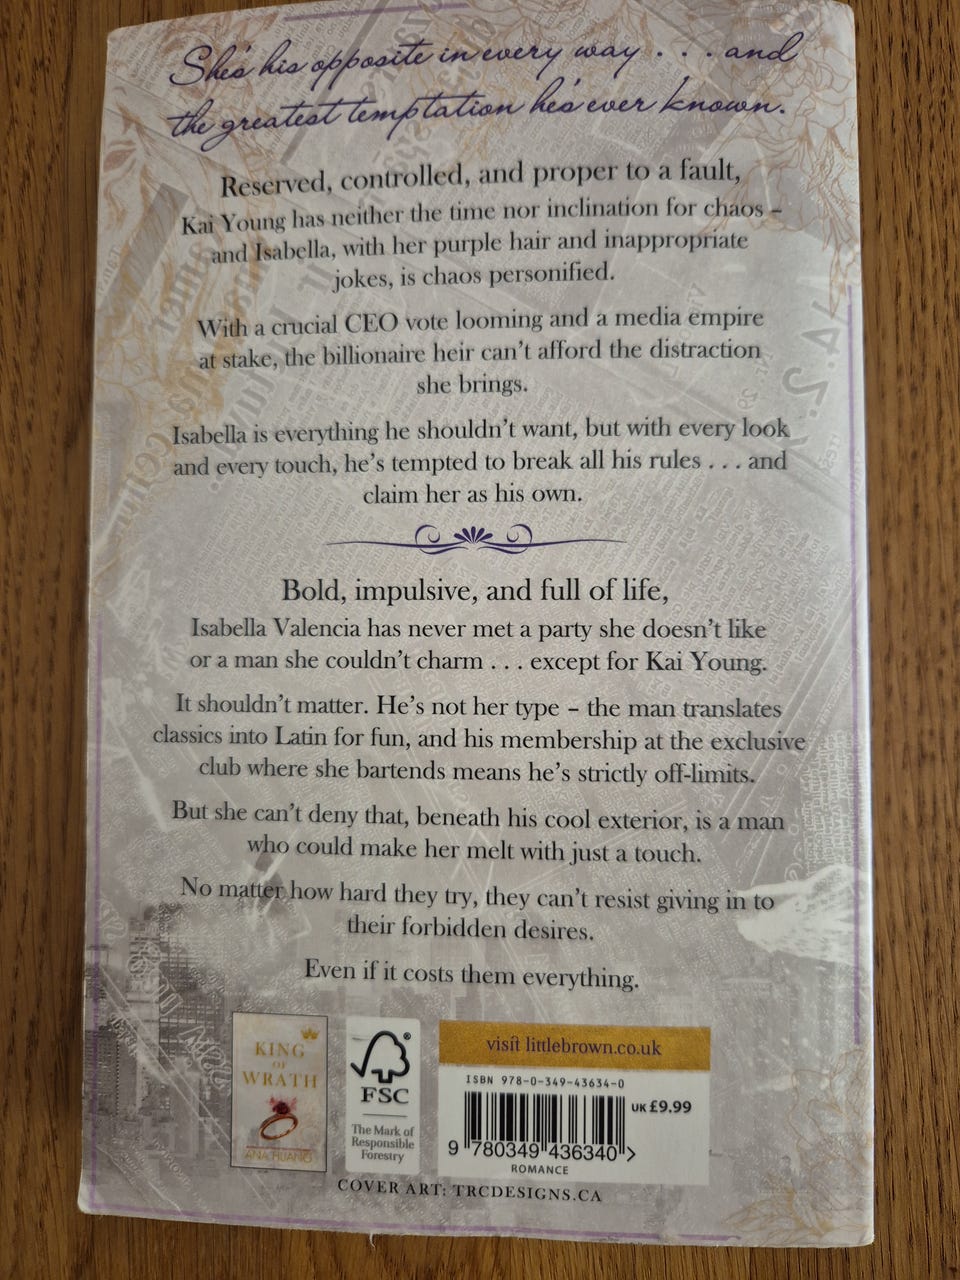 She's his opposite in every way . . . and
the greatest temptation he's ever known.
Reserved, controlled, and proper to a fault,
Kai Young has neither the time nor inclination for chaos –
and Isabella, with her purple hair and inappropriate
jokes, is chaos personified.
With a crucial CEO vote looming and a media empire
at stake, the billionaire heir can't afford the distraction
she brings.
Isabella is everything he shouldn't want, but with every look
and every touch, he's tempted to break all his rules . . . and
claim her as his own.
Bold, impulsive, and full of life,
Isabella Valencia has never met a party she doesn't like
or a man she couldn't charm . . . except for Kai Young.
It shouldn't matter. He's not her type – the man translates
classics into Latin for fun, and his membership at the exclusive
club where she bartends means he's strictly off-limits.
But she can't deny that, beneath his cool exterior, is a man
who could make her melt with just a touch.
No matter how hard they try, they can't resist giving in to
their forbidden desires.
Even if it costs them everything.
KING
OF
WRATH
ANA HUANG
®
FSC
The Mark of
Responsible
Forestry
visit littlebrown.co.uk
ISBN 978-0-349-43634-0
UK £9.99
9 780349 436340 >
ROMANCE
COVER ART: TRCDESIGNS.CA